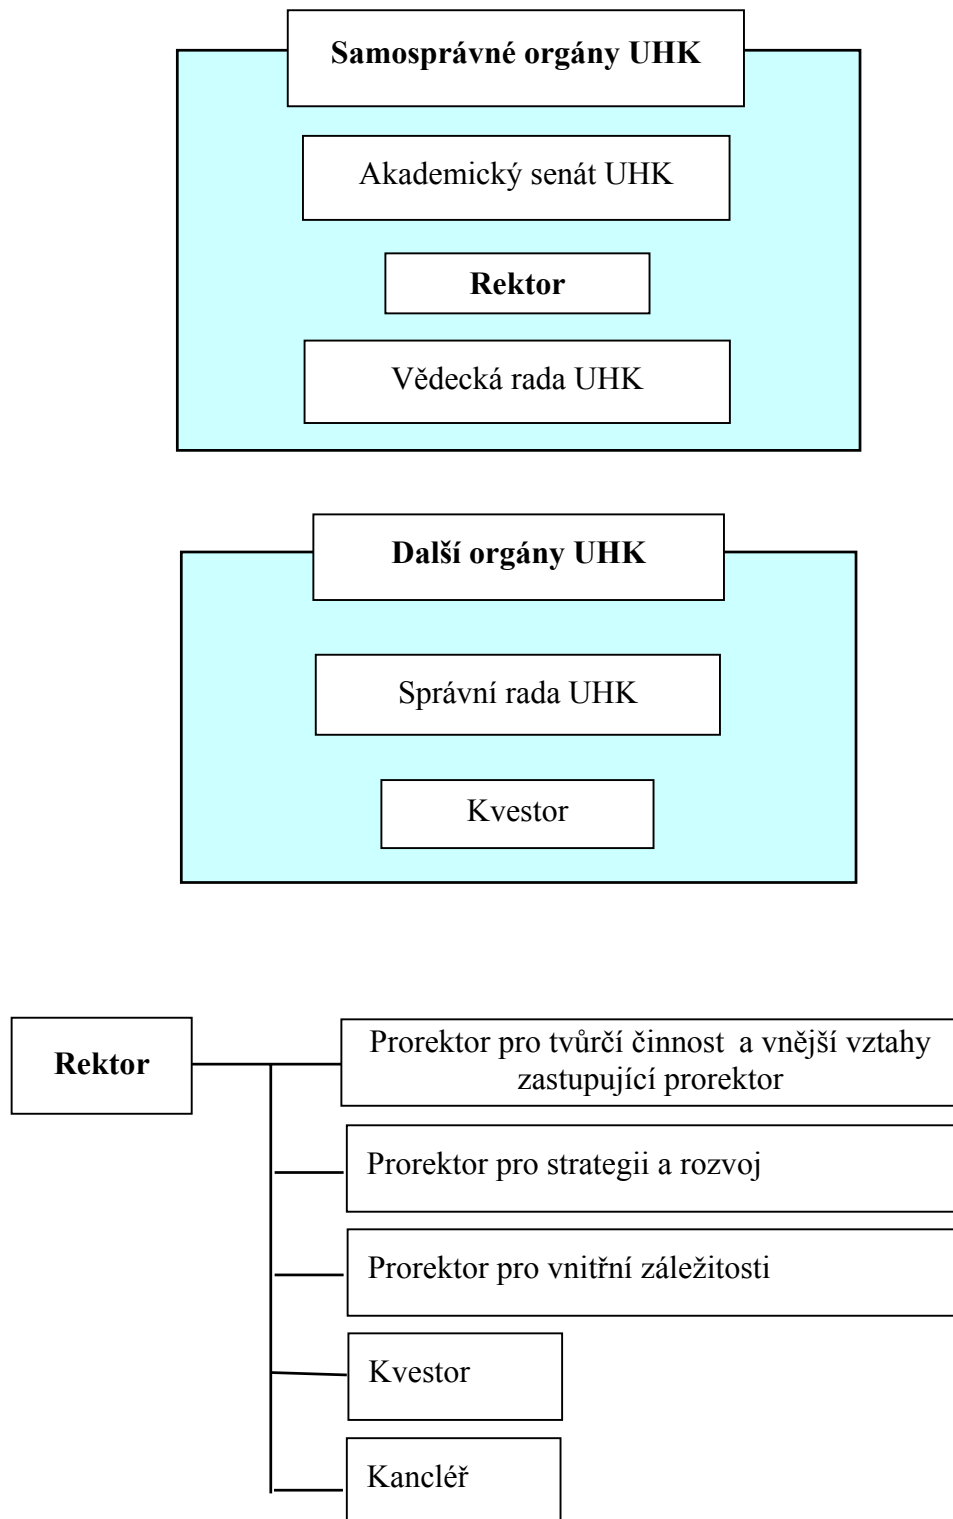 Samosprávné orgány UHK
Akademický senát UHK
Rektor
Vědecká rada UHK
Další orgány UHK
Správní rada UHK
Kvestor
Rektor
Prorektor pro tvůrčí činnost a vnější vztahy
zastupující prorektor
Prorektor pro strategii a rozvoj
Prorektor pro vnitřní záležitosti
Kvestor
Kancléř